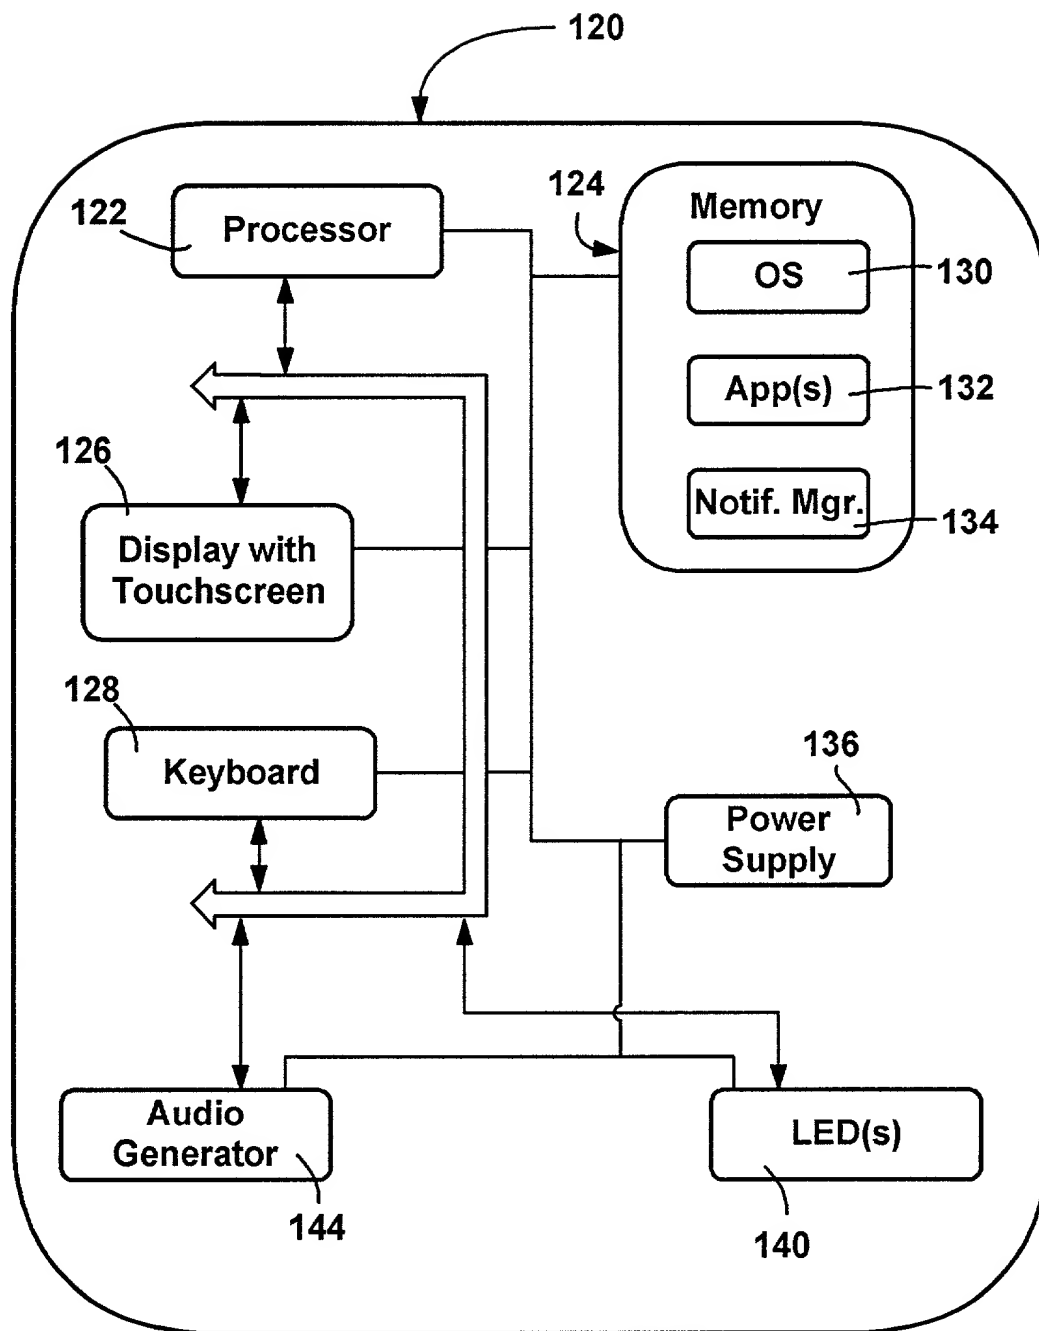 120
122
Processor
124
Memory
OS
130
App(s)
132
Notif. Mgr.
134
126
Display with
Touchscreen
128
Keyboard
136
Power
Supply
Audio
Generator
144
LED(s)
140